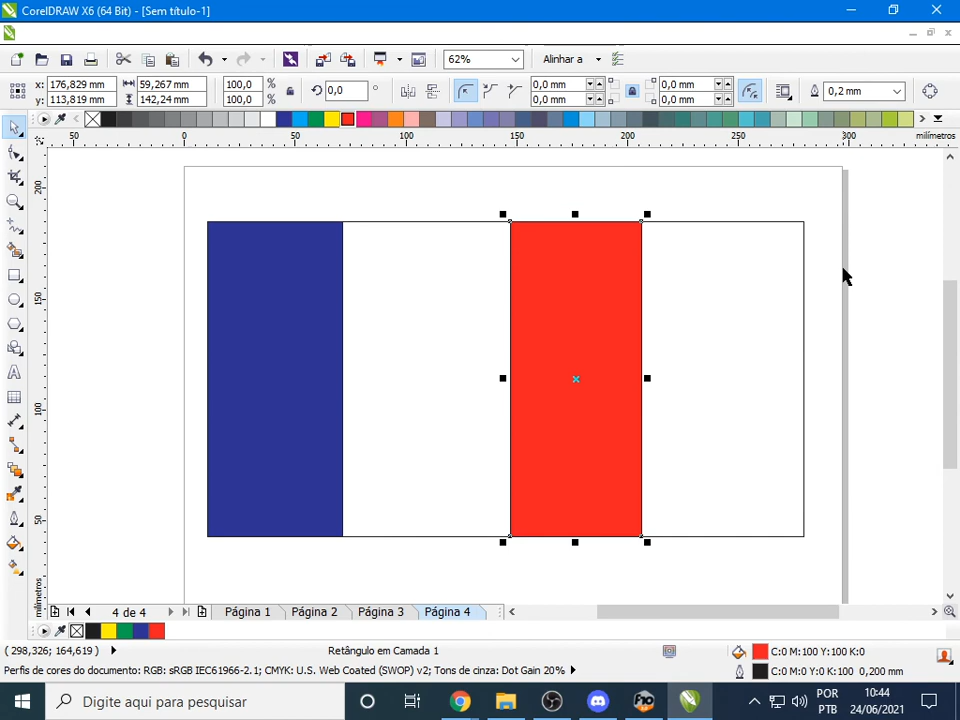 CorelDRAW X6 (64 Bit) - [Sem título-1]
62%
Alinhar a
x: 176,829 mm
y: 113,819 mm
59,267 mm
142,24 mm
100,0
100,0
%
%
0,0
°
0,0 mm
0,0 mm
0,0 mm
0,0 mm
0,2 mm
50 0 50 100 150 200 250 300 milímetros
200
150
100
50
milímetros
4 de 4
Página 1
Página 2
Página 3
Página 4
( 298,326; 164,619 )
Retângulo em Camada 1
C:0 M:100 Y:100 K:0
Perfis de cores do documento: RGB: sRGB IEC61966-2.1; CMYK: U.S. Web Coated (SWOP) v2; Tons de cinza: Dot Gain 20%
C:0 M:0 Y:0 K:100 0,200 mm
Digite aqui para pesquisar
POR
PTB
10:44
24/06/2021